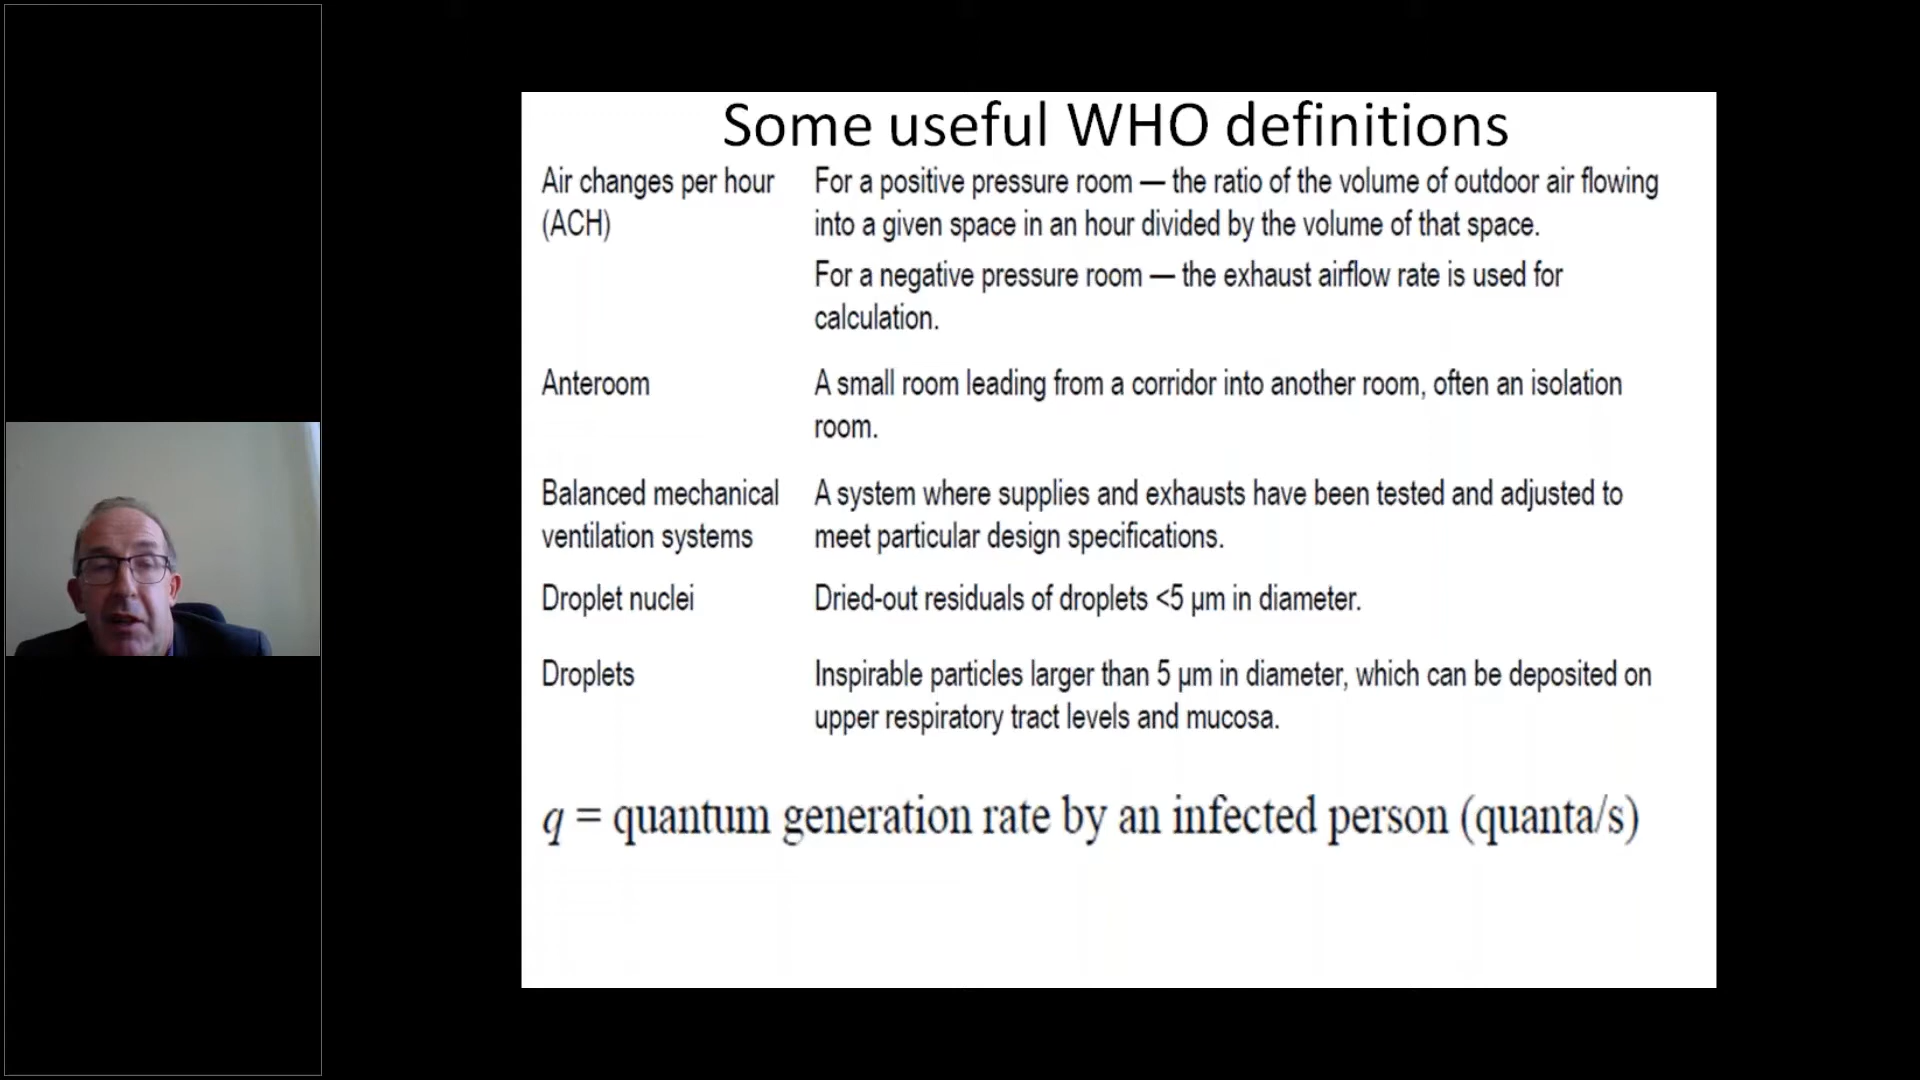 Some useful WHO definitions
Air changes per hour
(ACH)
For a positive pressure room — the ratio of the volume of outdoor air flowing
into a given space in an hour divided by the volume of that space.
For a negative pressure room — the exhaust airflow rate is used for
calculation.
Anteroom
A small room leading from a corridor into another room, often an isolation
room.
Balanced mechanical
ventilation systems
A system where supplies and exhausts have been tested and adjusted to
meet particular design specifications.
Droplet nuclei
Dried-out residuals of droplets <5 µm in diameter.
Droplets
Inspirable particles larger than 5 µm in diameter, which can be deposited on
upper respiratory tract levels and mucosa.
q = quantum generation rate by an infected person (quanta/s)